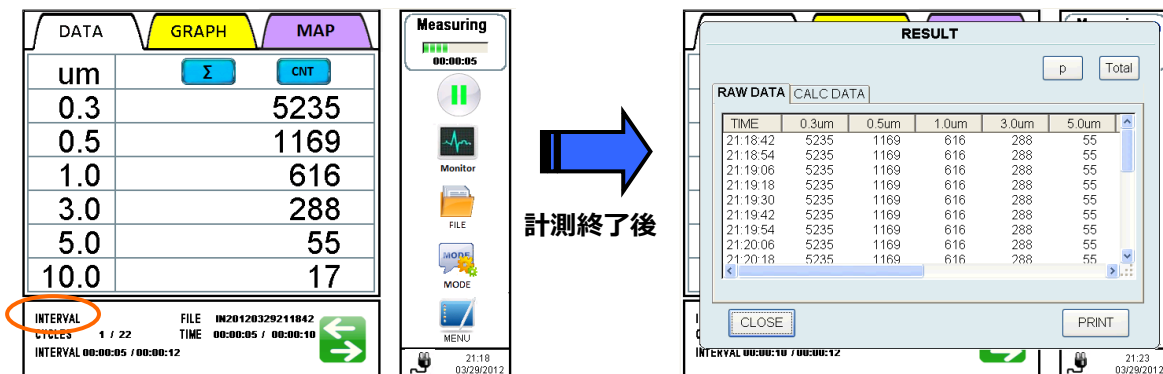 DATA GRAPH MAP
um Σ CNT
0.3 5235
0.5 1169
1.0 616
3.0 288
5.0 55
10.0 17
INTERVAL FILE IN20120329211842
CYCLES 1 / 22 TIME 00:00:05 / 00:00:10
INTERVAL 00:00:05 / 00:00:12
Measuring
00:00:05
Monitor
FILE
MODE
MODE
MENU
21:18
03/29/2012
計測終了後
RESULT
p Total
RAW DATA CALC DATA
TIME 0.3um 0.5um 1.0um 3.0um 5.0um
21:18:42 5235 1169 616 288 55
21:18:54 5235 1169 616 288 55
21:19:06 5235 1169 616 288 55
21:19:18 5235 1169 616 288 55
21:19:30 5235 1169 616 288 55
21:19:42 5235 1169 616 288 55
21:19:54 5235 1169 616 288 55
21:20:06 5235 1169 616 288 55
21:20:18 5235 1169 616 288 55
CLOSE PRINT
INTERVAL 00:00:10 / 00:00:12
21:23
03/29/2012